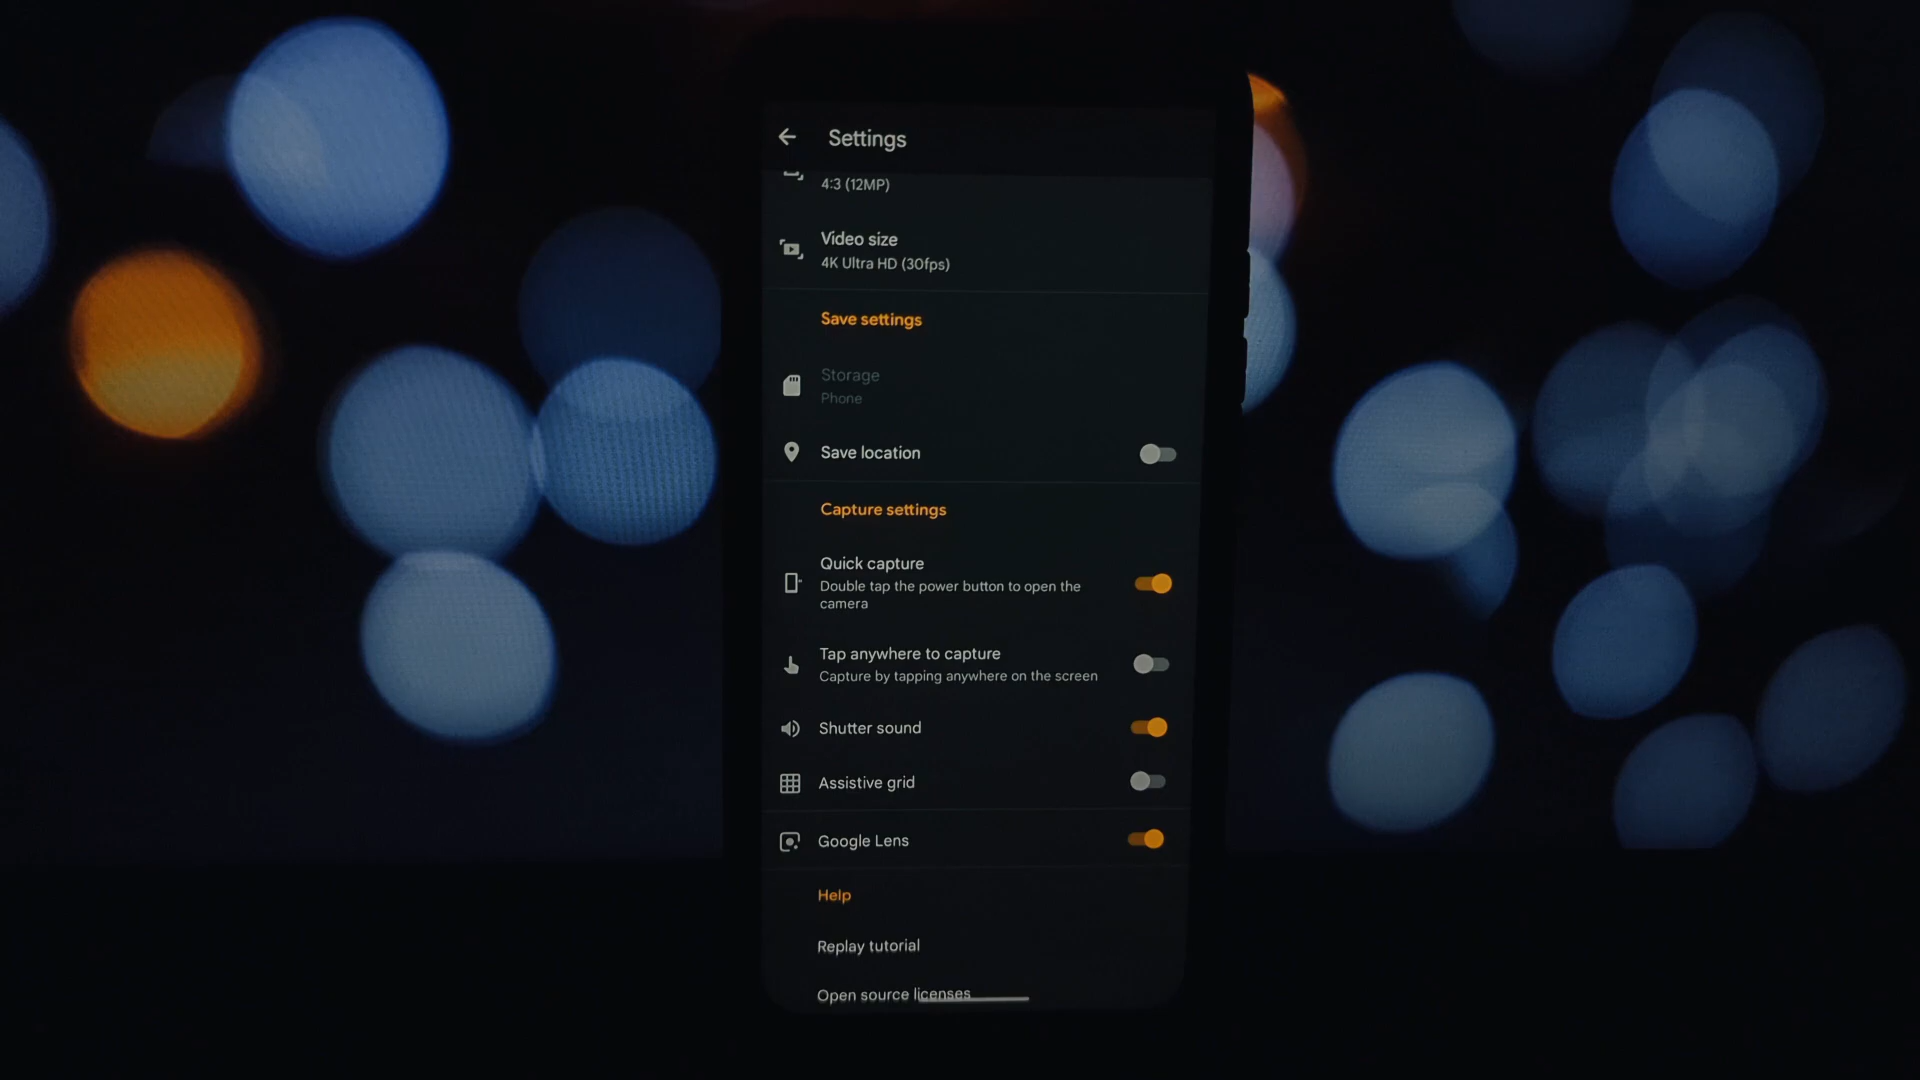 Settings
4:3 (12MP)
Video size
4K Ultra HD (30fps)
Save settings
Storage
Phone
Save location
Capture settings
Quick capture
Double tap the power button to open the
camera
Tap anywhere to capture
Capture by tapping anywhere on the screen
Shutter sound
Assistive grid
Google Lens
Help
Replay tutorial
Open source licenses